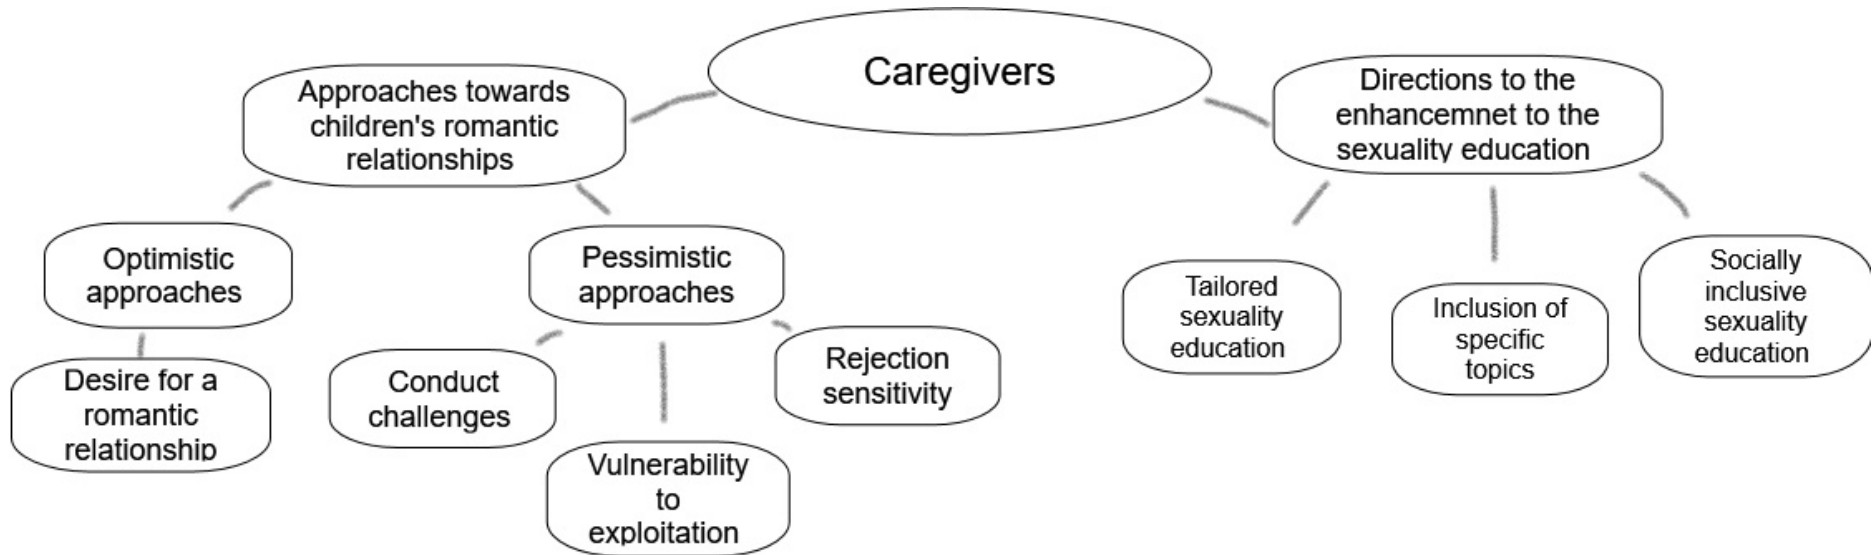 Caregivers
Approaches towards
children's romantic
relationships
Directions to the
enhancemnet to the
sexuality education
Optimistic
approaches
Pessimistic
approaches
Desire for a
romantic
relationship
Conduct
challenges
Vulnerability
to
exploitation
Rejection
sensitivity
Tailored
sexuality
education
Inclusion of
specific
topics
Socially
inclusive
sexuality
education